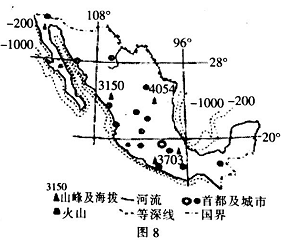 108°
96°
-200
-1000
28°
3150
4054
-1000
-200
20°
3703
3150
▲山峰及海拔
河流
首都及城市
火山
等深线
国界
图8